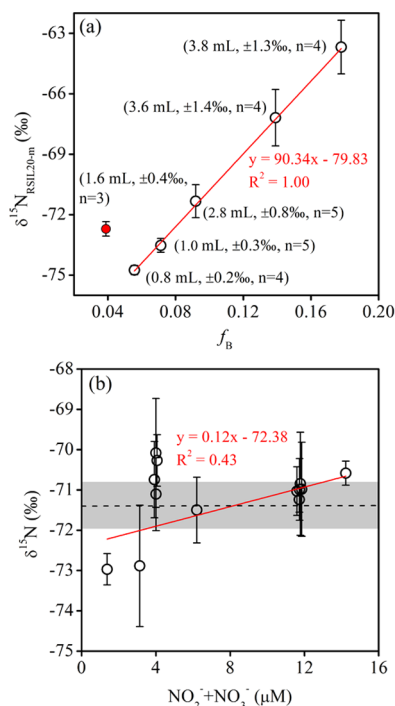 (a)
-63
-66
-69
-72
-75
δ¹⁵N_RSIL20-m (‰)
(3.8 mL, ±1.3‰, n=4)
(3.6 mL, ±1.4‰, n=4)
y = 90.34x - 79.83
R² = 1.00
(1.6 mL, ±0.4‰,
n=3)
(2.8 mL, ±0.8‰, n=5)
(1.0 mL, ±0.3‰, n=5)
(0.8 mL, ±0.2‰, n=4)
0.04 0.08 0.12 0.16 0.20
f_B
(b)
-68
-69
-70
-71
-72
-73
-74
-75
δ¹⁵N (‰)
y = 0.12x - 72.38
R² = 0.43
0 4 8 12 16
NO₂⁻+NO₃⁻ (μM)